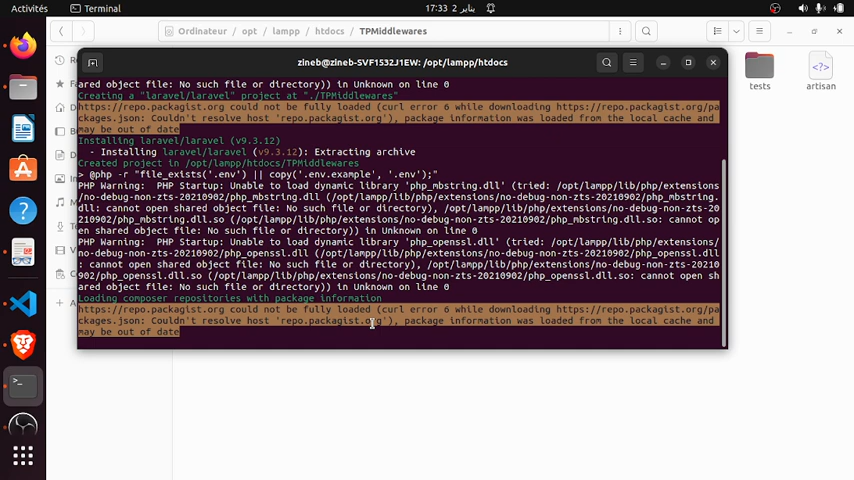 Activités
Terminal
17:33 2 يناير
Ordinateur / opt / lampp / htdocs / TPMiddlewares
zineb@zineb-SVF1532J1EW: /opt/lampp/htdocs
ared object file: No such file or directory)) in Unknown on line 0
Creating a "laravel/laravel" project at "./TPMiddlewares"
https://repo.packagist.org could not be fully loaded (curl error 6 while downloading https://repo.packagist.org/pa
ckages.json: Couldn't resolve host 'repo.packagist.org'), package information was loaded from the local cache and
may be out of date
Installing laravel/laravel (v9.3.12)
- Installing laravel/laravel (v9.3.12): Extracting archive
Created project in /opt/lampp/htdocs/TPMiddlewares
> @php -r "file_exists('.env') || copy('.env.example', '.env');"
PHP Warning:  PHP Startup: Unable to load dynamic library 'php_mbstring.dll' (tried: /opt/lampp/lib/php/extensions
/no-debug-non-zts-20210902/php_mbstring.dll (/opt/lampp/lib/php/extensions/no-debug-non-zts-20210902/php_mbstring.
dll: cannot open shared object file: No such file or directory), /opt/lampp/lib/php/extensions/no-debug-non-zts-20
210902/php_mbstring.dll.so (/opt/lampp/lib/php/extensions/no-debug-non-zts-20210902/php_mbstring.dll.so: cannot op
en shared object file: No such file or directory)) in Unknown on line 0
PHP Warning:  PHP Startup: Unable to load dynamic library 'php_openssl.dll' (tried: /opt/lampp/lib/php/extensions/
no-debug-non-zts-20210902/php_openssl.dll (/opt/lampp/lib/php/extensions/no-debug-non-zts-20210902/php_openssl.dll
: cannot open shared object file: No such file or directory), /opt/lampp/lib/php/extensions/no-debug-non-zts-20210
902/php_openssl.dll.so (/opt/lampp/lib/php/extensions/no-debug-non-zts-20210902/php_openssl.dll.so: cannot open sh
ared object file: No such file or directory)) in Unknown on line 0
Loading composer repositories with package information
https://repo.packagist.org could not be fully loaded (curl error 6 while downloading https://repo.packagist.org/pa
ckages.json: Couldn't resolve host 'repo.packagist.org'), package information was loaded from the local cache and
may be out of date
tests
artisan